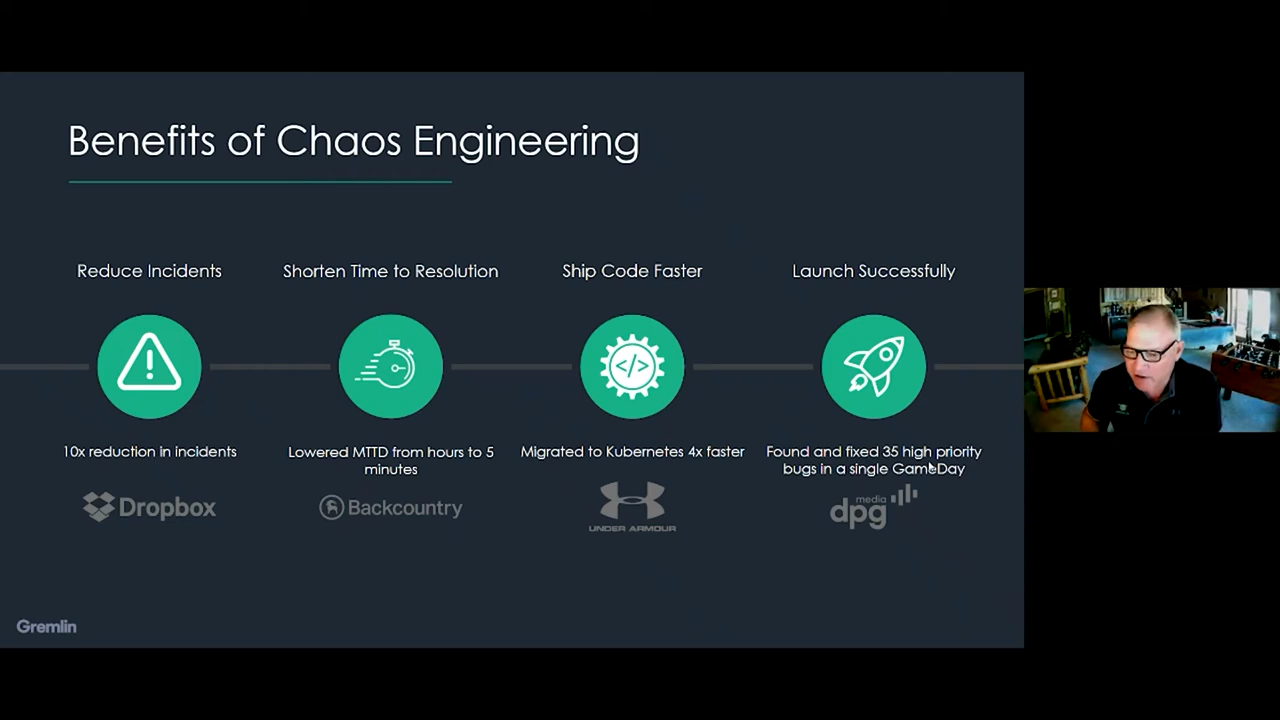 Benefits of Chaos Engineering
Reduce Incidents
Shorten Time to Resolution
Ship Code Faster
Launch Successfully
10x reduction in incidents
Lowered MTTD from hours to 5
minutes
Migrated to Kubernetes 4x faster
Found and fixed 35 high priority
bugs in a single GameDay
Dropbox
Backcountry
UNDER ARMOUR
media
dpg
Gremlin